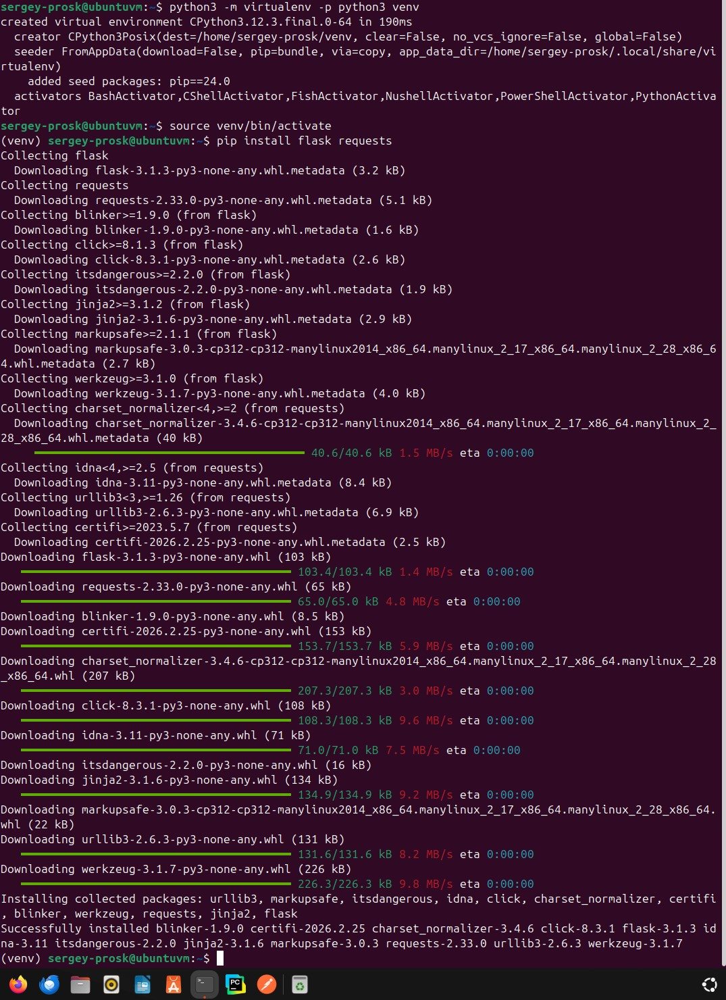 sergey-prosk@ubuntuvm:~$ python3 -m virtualenv -p python3 venv
created virtual environment CPython3.12.3.final.0-64 in 190ms
  creator CPython3Posix(dest=/home/sergey-prosk/venv, clear=False, no_vcs_ignore=False, global=False)
  seeder FromAppData(download=False, pip=bundle, via=copy, app_data_dir=/home/sergey-prosk/.local/share/vi
rtualenv)
    added seed packages: pip==24.0
  activators BashActivator,CShellActivator,FishActivator,NushellActivator,PowerShellActivator,PythonActiva
tor
sergey-prosk@ubuntuvm:~$ source venv/bin/activate
(venv) sergey-prosk@ubuntuvm:~$ pip install flask requests
Collecting flask
  Downloading flask-3.1.3-py3-none-any.whl.metadata (3.2 kB)
Collecting requests
  Downloading requests-2.33.0-py3-none-any.whl.metadata (5.1 kB)
Collecting blinker>=1.9.0 (from flask)
  Downloading blinker-1.9.0-py3-none-any.whl.metadata (1.6 kB)
Collecting click>=8.1.3 (from flask)
  Downloading click-8.3.1-py3-none-any.whl.metadata (2.6 kB)
Collecting itsdangerous>=2.2.0 (from flask)
  Downloading itsdangerous-2.2.0-py3-none-any.whl.metadata (1.9 kB)
Collecting jinja2>=3.1.2 (from flask)
  Downloading jinja2-3.1.6-py3-none-any.whl.metadata (2.9 kB)
Collecting markupsafe>=2.1.1 (from flask)
  Downloading markupsafe-3.0.3-cp312-cp312-manylinux2014_x86_64.manylinux_2_17_x86_64.manylinux_2_28_x86_6
4.whl.metadata (2.7 kB)
Collecting werkzeug>=3.1.0 (from flask)
  Downloading werkzeug-3.1.7-py3-none-any.whl.metadata (4.0 kB)
Collecting charset_normalizer<4,>=2 (from requests)
  Downloading charset_normalizer-3.4.6-cp312-cp312-manylinux2014_x86_64.manylinux_2_17_x86_64.manylinux_2_
28_x86_64.whl.metadata (40 kB)
40.6/40.6 kB 1.5 MB/s eta 0:00:00
Collecting idna<4,>=2.5 (from requests)
  Downloading idna-3.11-py3-none-any.whl.metadata (8.4 kB)
Collecting urllib3<3,>=1.26 (from requests)
  Downloading urllib3-2.6.3-py3-none-any.whl.metadata (6.9 kB)
Collecting certifi>=2023.5.7 (from requests)
  Downloading certifi-2026.2.25-py3-none-any.whl.metadata (2.5 kB)
Downloading flask-3.1.3-py3-none-any.whl (103 kB)
103.4/103.4 kB 1.4 MB/s eta 0:00:00
Downloading requests-2.33.0-py3-none-any.whl (65 kB)
65.0/65.0 kB 4.8 MB/s eta 0:00:00
Downloading blinker-1.9.0-py3-none-any.whl (8.5 kB)
Downloading certifi-2026.2.25-py3-none-any.whl (153 kB)
153.7/153.7 kB 5.9 MB/s eta 0:00:00
Downloading charset_normalizer-3.4.6-cp312-cp312-manylinux2014_x86_64.manylinux_2_17_x86_64.manylinux_2_28
_x86_64.whl (207 kB)
207.3/207.3 kB 3.0 MB/s eta 0:00:00
Downloading click-8.3.1-py3-none-any.whl (108 kB)
108.3/108.3 kB 9.6 MB/s eta 0:00:00
Downloading idna-3.11-py3-none-any.whl (71 kB)
71.0/71.0 kB 7.5 MB/s eta 0:00:00
Downloading itsdangerous-2.2.0-py3-none-any.whl (16 kB)
Downloading jinja2-3.1.6-py3-none-any.whl (134 kB)
134.9/134.9 kB 9.2 MB/s eta 0:00:00
Downloading markupsafe-3.0.3-cp312-cp312-manylinux2014_x86_64.manylinux_2_17_x86_64.manylinux_2_28_x86_64.
whl (22 kB)
Downloading urllib3-2.6.3-py3-none-any.whl (131 kB)
131.6/131.6 kB 8.2 MB/s eta 0:00:00
Downloading werkzeug-3.1.7-py3-none-any.whl (226 kB)
226.3/226.3 kB 9.8 MB/s eta 0:00:00
Installing collected packages: urllib3, markupsafe, itsdangerous, idna, click, charset_normalizer, certifi
, blinker, werkzeug, requests, jinja2, flask
Successfully installed blinker-1.9.0 certifi-2026.2.25 charset_normalizer-3.4.6 click-8.3.1 flask-3.1.3 id
na-3.11 itsdangerous-2.2.0 jinja2-3.1.6 markupsafe-3.0.3 requests-2.33.0 urllib3-2.6.3 werkzeug-3.1.7
(venv) sergey-prosk@ubuntuvm:~$
PC